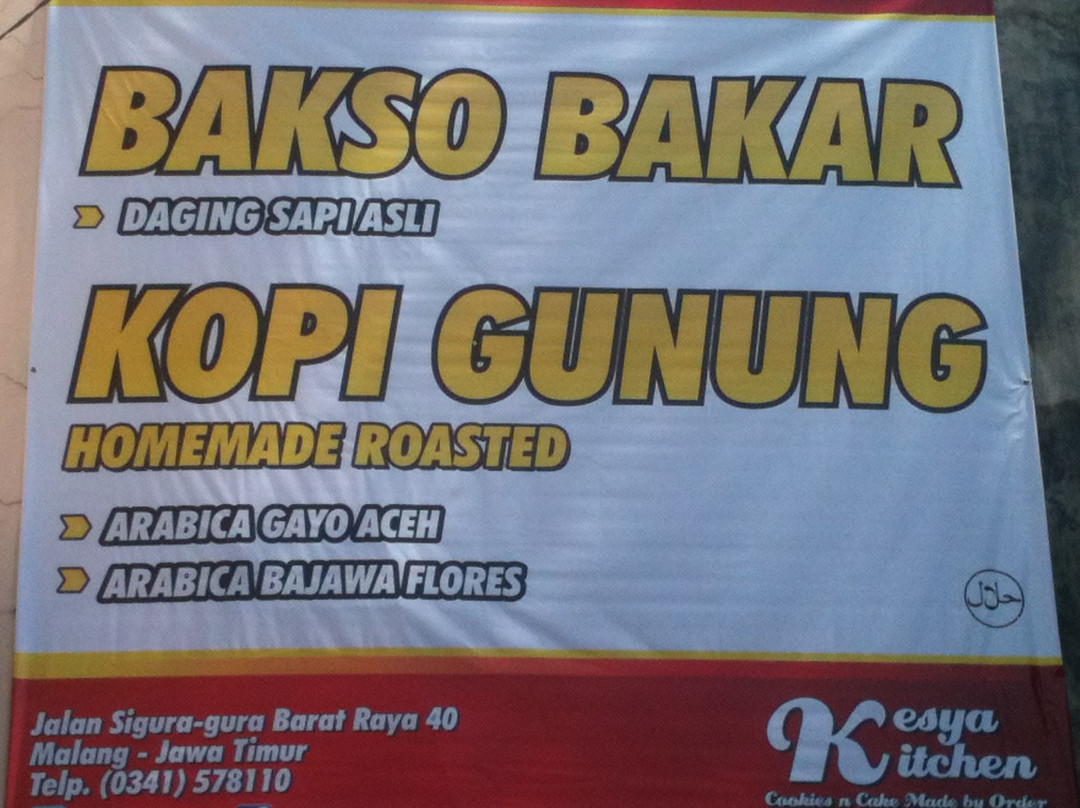 BAKSO BAKAR
DAGING SAPI ASLI
KOPI GUNUNG
HOMEMADE ROASTED
ARABICA GAYO ACEH
ARABICA BAJAWA FLORES
حلال
Jalan Sigura-gura Barat Raya 40
Malang - Jawa Timur
Telp. (0341) 578110
Kesya
Kitchen
Cookies n Cake Made by Order